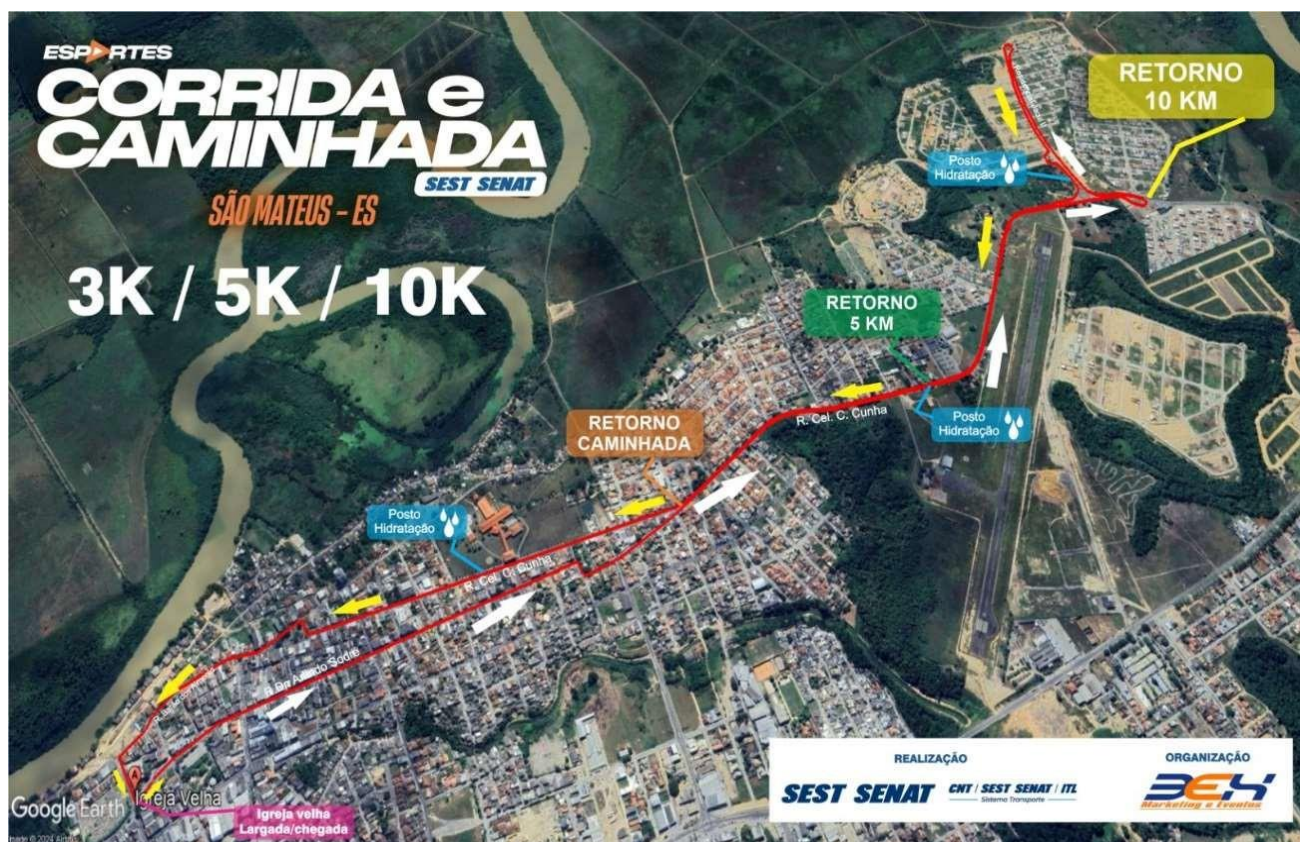 ESPORTES
CORRIDA e
CAMINHADA
SEST SENAT
SÃO MATEUS - ES
3K / 5K / 10K
RETORNO
10 KM
Posto
Hidratação
RETORNO
5 KM
R. Cel. C. Cunha
Posto
Hidratação
RETORNO
CAMINHADA
Posto
Hidratação
R. Cel. C. Cunha
Sodré
Igreja Velha
Google Earth
Igreja velha
Largada/chegada
REALIZAÇÃO
SEST SENAT
CNT | SEST SENAT | ITL
Sistema Transporte
ORGANIZAÇÃO
BEX
Marketing e Eventos